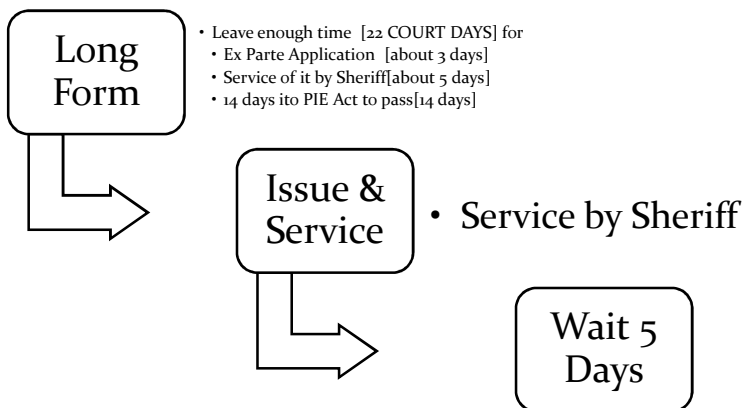 Long
Form
• Leave enough time [22 COURT DAYS] for
• Ex Parte Application [about 3 days]
• Service of it by Sheriff[about 5 days]
• 14 days ito PIE Act to pass[14 days]
Issue &
Service
• Service by Sheriff
Wait 5
Days